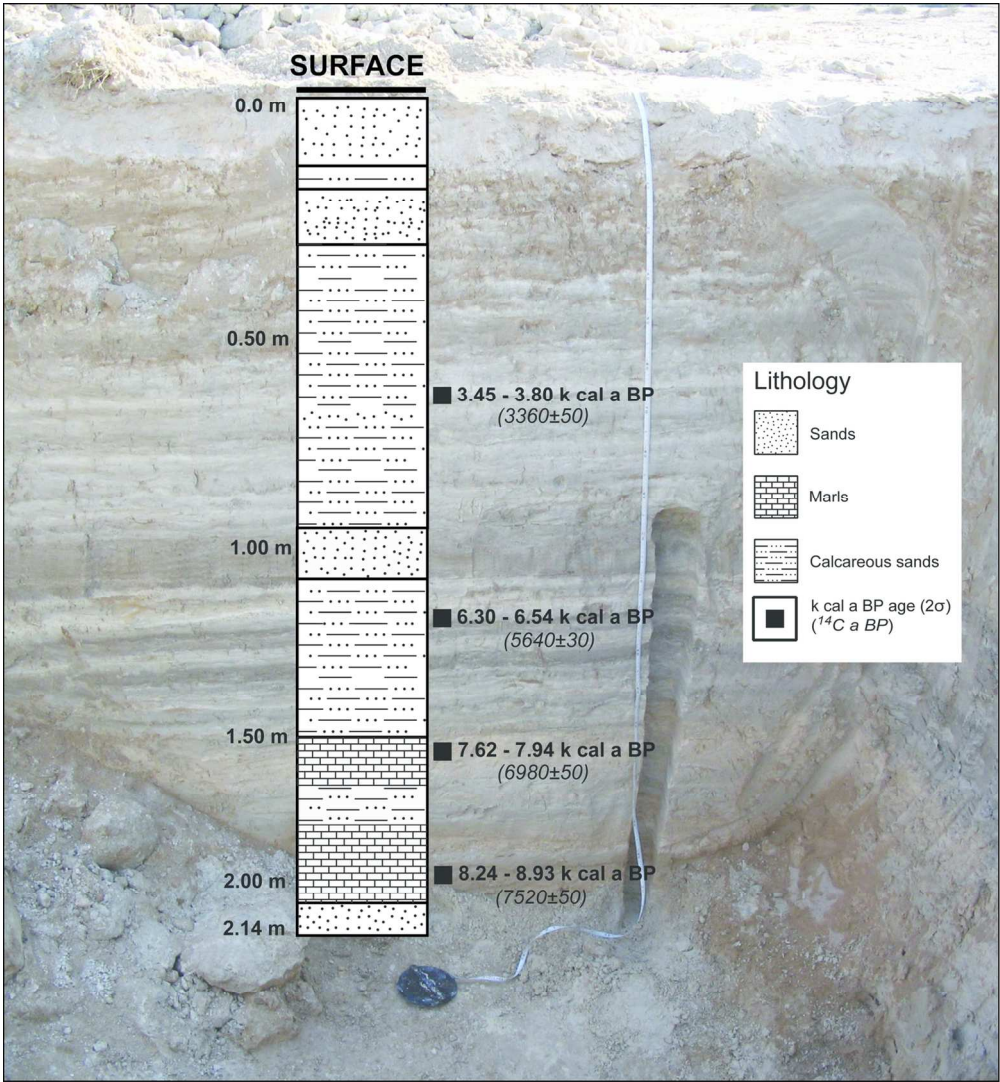 SURFACE
0.0 m
0.50 m
3.45 - 3.80 k cal a BP
(3360±50)
1.00 m
6.30 - 6.54 k cal a BP
(5640±30)
1.50 m
7.62 - 7.94 k cal a BP
(6980±50)
2.00 m
8.24 - 8.93 k cal a BP
(7520±50)
2.14 m
Lithology
Sands
Marls
Calcareous sands
k cal a BP age (2σ)
(¹⁴C a BP)